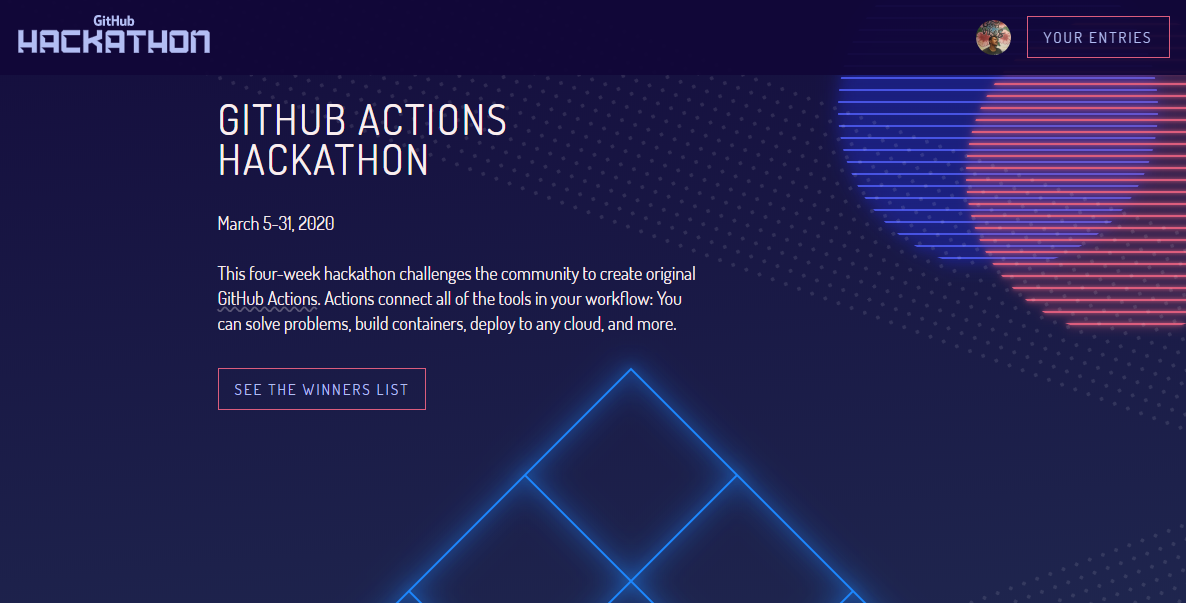 GitHub
HACKATHON
YOUR ENTRIES
GITHUB ACTIONS
HACKATHON
March 5-31, 2020
This four-week hackathon challenges the community to create original
GitHub Actions. Actions connect all of the tools in your workflow: You
can solve problems, build containers, deploy to any cloud, and more.
SEE THE WINNERS LIST